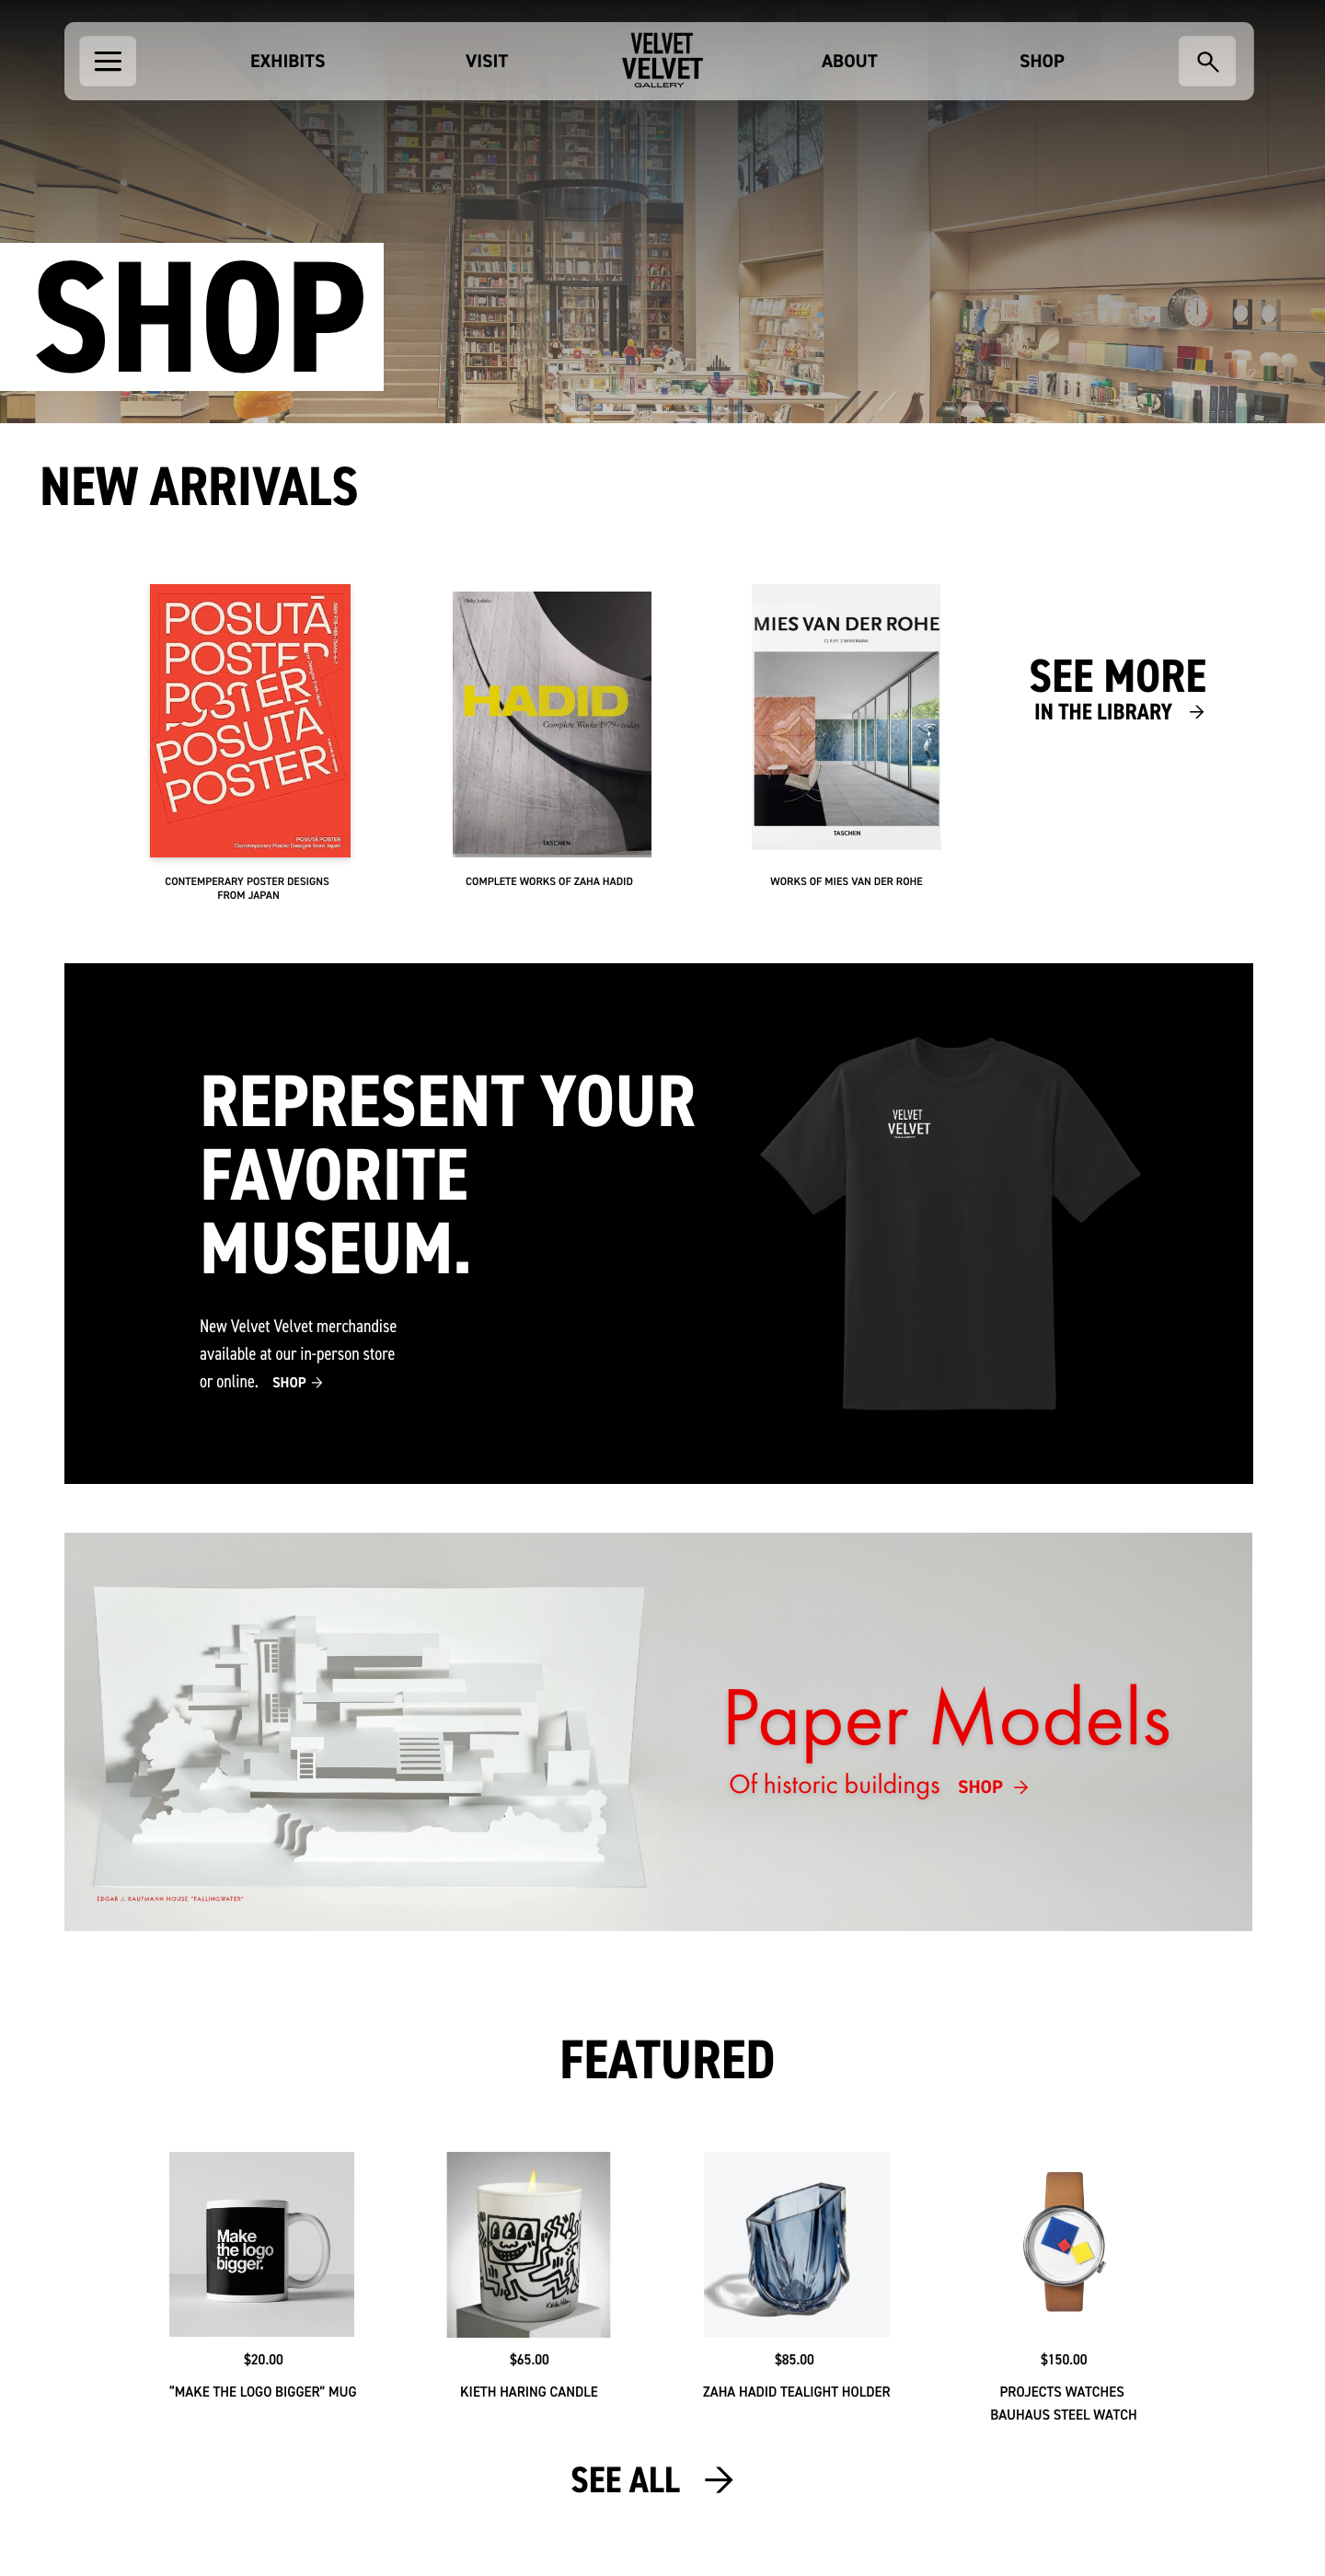 EXHIBITS
VISIT
VELVET
VELVET
GALLERY
ABOUT
SHOP
SHOP
NEW ARRIVALS
POSUTĀ
POSTER
POSTER
POSUTĀ
POSTER
POSUTĀ POSTER
Contemporary Poster Designs from Japan
HADID
Complete Works 1979–today
TASCHEN
MIES VAN DER ROHE
CLAIRE ZIMMERMAN
TASCHEN
SEE MORE
IN THE LIBRARY →
CONTEMPERARY POSTER DESIGNS
FROM JAPAN
COMPLETE WORKS OF ZAHA HADID
WORKS OF MIES VAN DER ROHE
REPRESENT YOUR
FAVORITE
MUSEUM.
New Velvet Velvet merchandise
available at our in-person store
or online. SHOP →
VELVET
VELVET
GALLERY
Paper Models
Of historic buildings SHOP →
EDGAR J. KAUFMANN HOUSE "FALLINGWATER"
FEATURED
Make
the logo
bigger.
$20.00
“MAKE THE LOGO BIGGER” MUG
$65.00
KIETH HARING CANDLE
$85.00
ZAHA HADID TEALIGHT HOLDER
$150.00
PROJECTS WATCHES
BAUHAUS STEEL WATCH
SEE ALL →